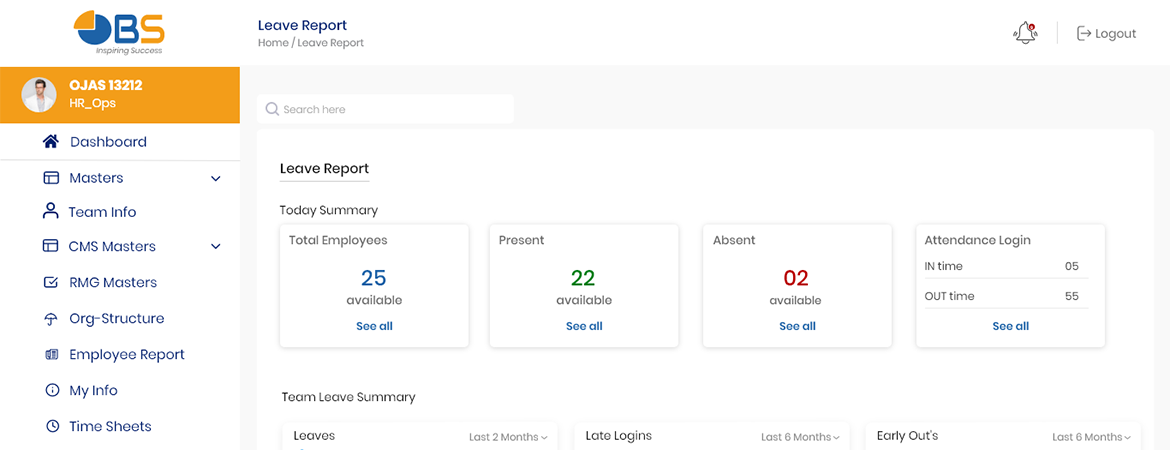 OBS
Inspiring Success
Leave Report
Home / Leave Report
Logout
OJAS 13212
HR_Ops
Dashboard
Masters
Team Info
CMS Masters
RMG Masters
Org-Structure
Employee Report
My Info
Time Sheets
Search here
Leave Report
Today Summary
Total Employees
25
available
See all
Present
22
available
See all
Absent
02
available
See all
Attendance Login
IN time 05
OUT time 55
See all
Team Leave Summary
Leaves Last 2 Months
Late Logins Last 6 Months
Early Out's Last 6 Months